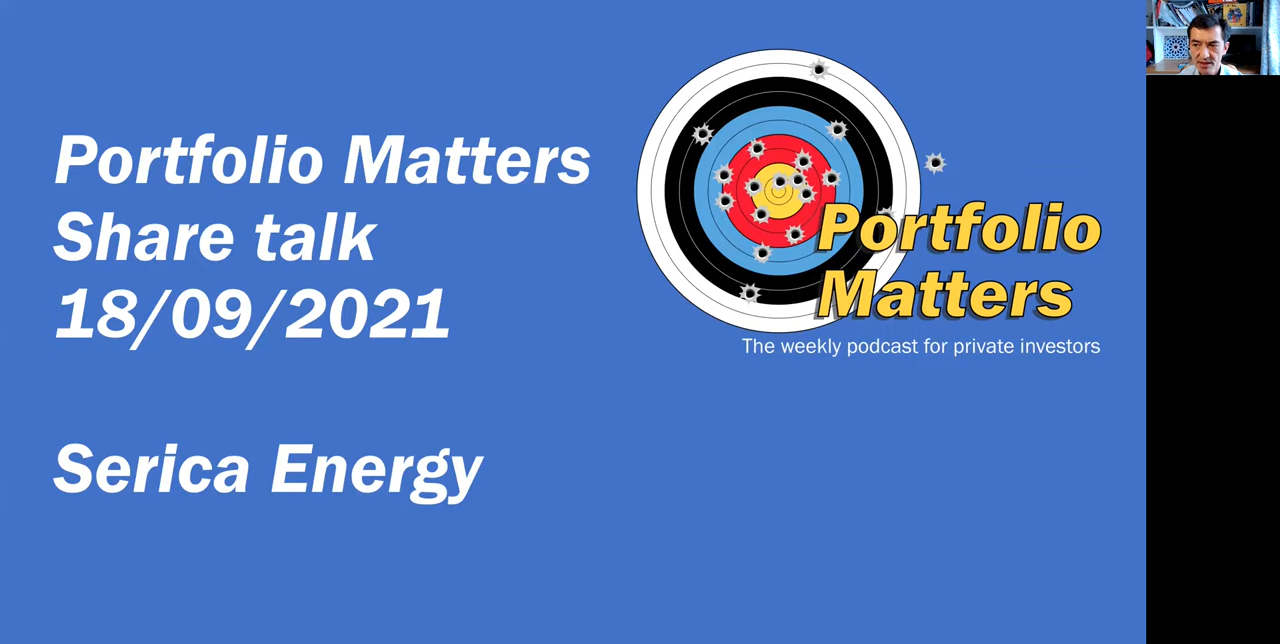 Portfolio Matters
Share talk
18/09/2021
Serica Energy
Portfolio
Matters
The weekly podcast for private investors